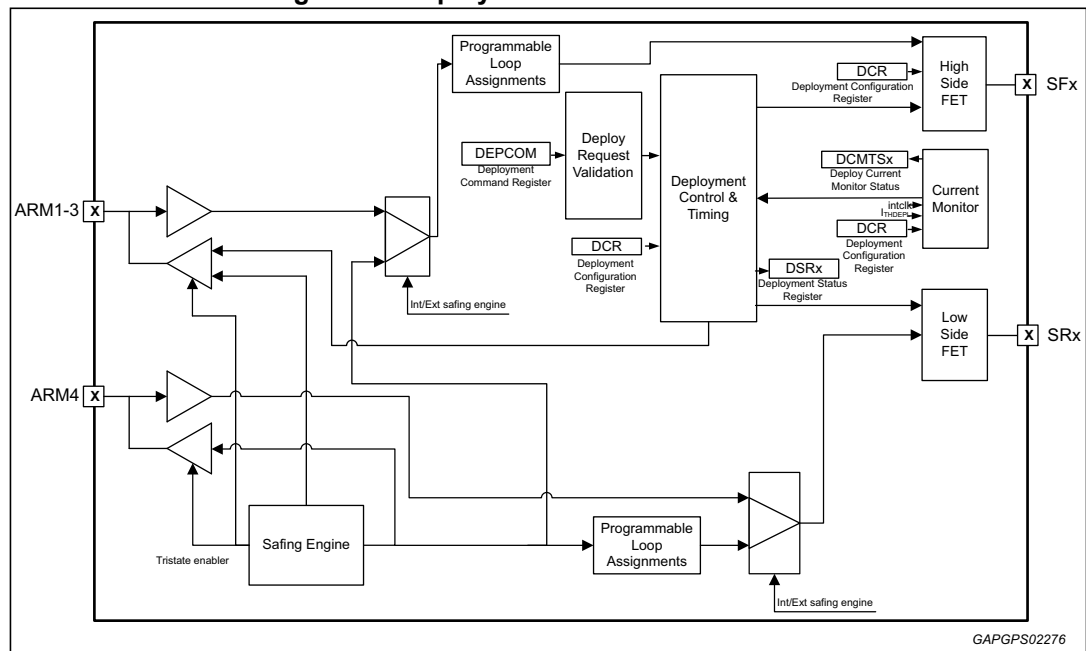 Programmable
Loop
Assignments
DCR
Deployment Configuration
Register
High
Side
FET
X
SFx
DEPCOM
Deployment
Command Register
Deploy
Request
Validation
Deployment
Control &
Timing
DCMTSx
Deploy Current
Monitor Status
intclk
ITHDEPL
Current
Monitor
DCR
Deployment
Configuration
Register
ARM1-3
X
DCR
Deployment
Configuration
Register
DSRx
Deployment Status
Register
Int/Ext safing engine
Low
Side
FET
X
SRx
ARM4
X
Safing Engine
Tristate enabler
Programmable
Loop
Assignments
Int/Ext safing engine
GAPGPS02276